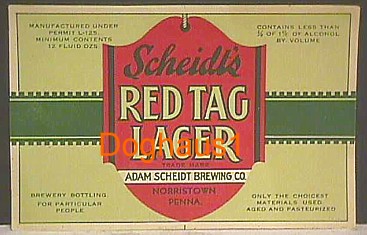 MANUFACTURED UNDER
PERMIT L-125.
MINIMUM CONTENTS
12 FLUID OZS.
CONTAINS LESS THAN
½ OF 1% OF ALCOHOL
BY VOLUME
Scheidt's
RED TAG
LAGER
Doghaus1
TRADE MARK
ADAM SCHEIDT BREWING CO.
NORRISTOWN
PENNA.
BREWERY BOTTLING.
FOR PARTICULAR
PEOPLE
ONLY THE CHOICEST
MATERIALS USED.
AGED AND PASTEURIZED